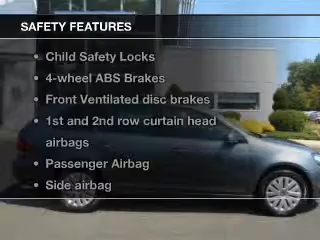 SAFETY FEATURES
• Child Safety Locks
• 4-wheel ABS Brakes
• Front Ventilated disc brakes
• 1st and 2nd row curtain head
airbags
• Passenger Airbag
• Side airbag